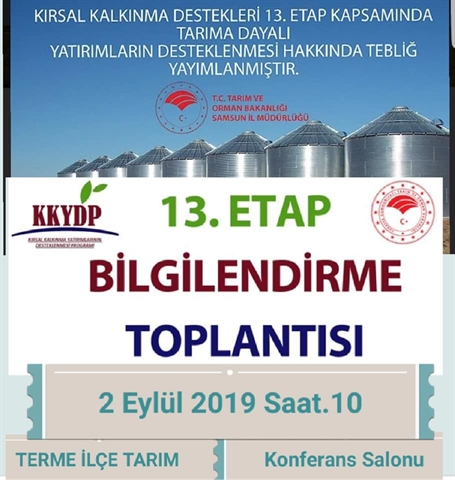 KIRSAL KALKINMA DESTEKLERİ 13. ETAP KAPSAMINDA
TARIMA DAYALI
YATIRIMLARIN DESTEKLENMESİ HAKKINDA TEBLİĞ
YAYIMLANMIŞTIR.
T.C. TARIM VE
ORMAN BAKANLIĞI
SAMSUN İL MÜDÜRLÜĞÜ
KKYDP
KIRSAL KALKINMA YATIRIMLARININ
DESTEKLENMESİ PROGRAMI
13. ETAP
BİLGİLENDİRME
TOPLANTISI
2 Eylül 2019 Saat.10
TERME İLÇE TARIM
Konferans Salonu